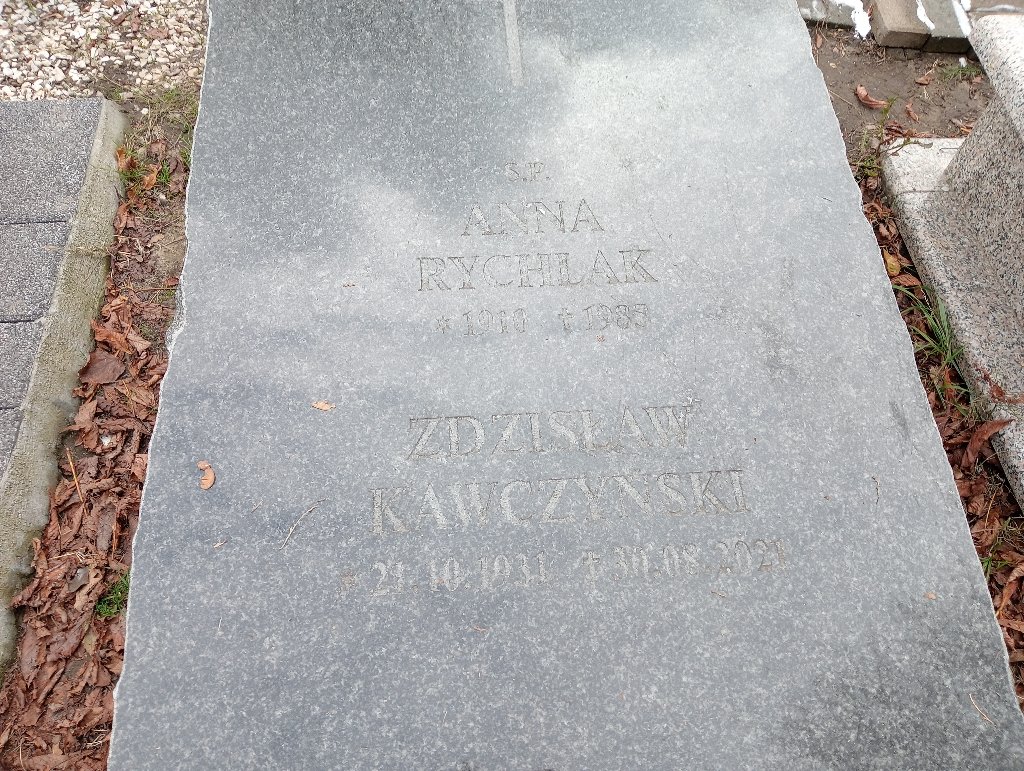 Ś.P.
ANNA
RYCHLAK
* 1910 ✝ 1985
ZDZISŁAW
KAWCZYŃSKI
* 21.10.1931 ✝ 30.08.2021